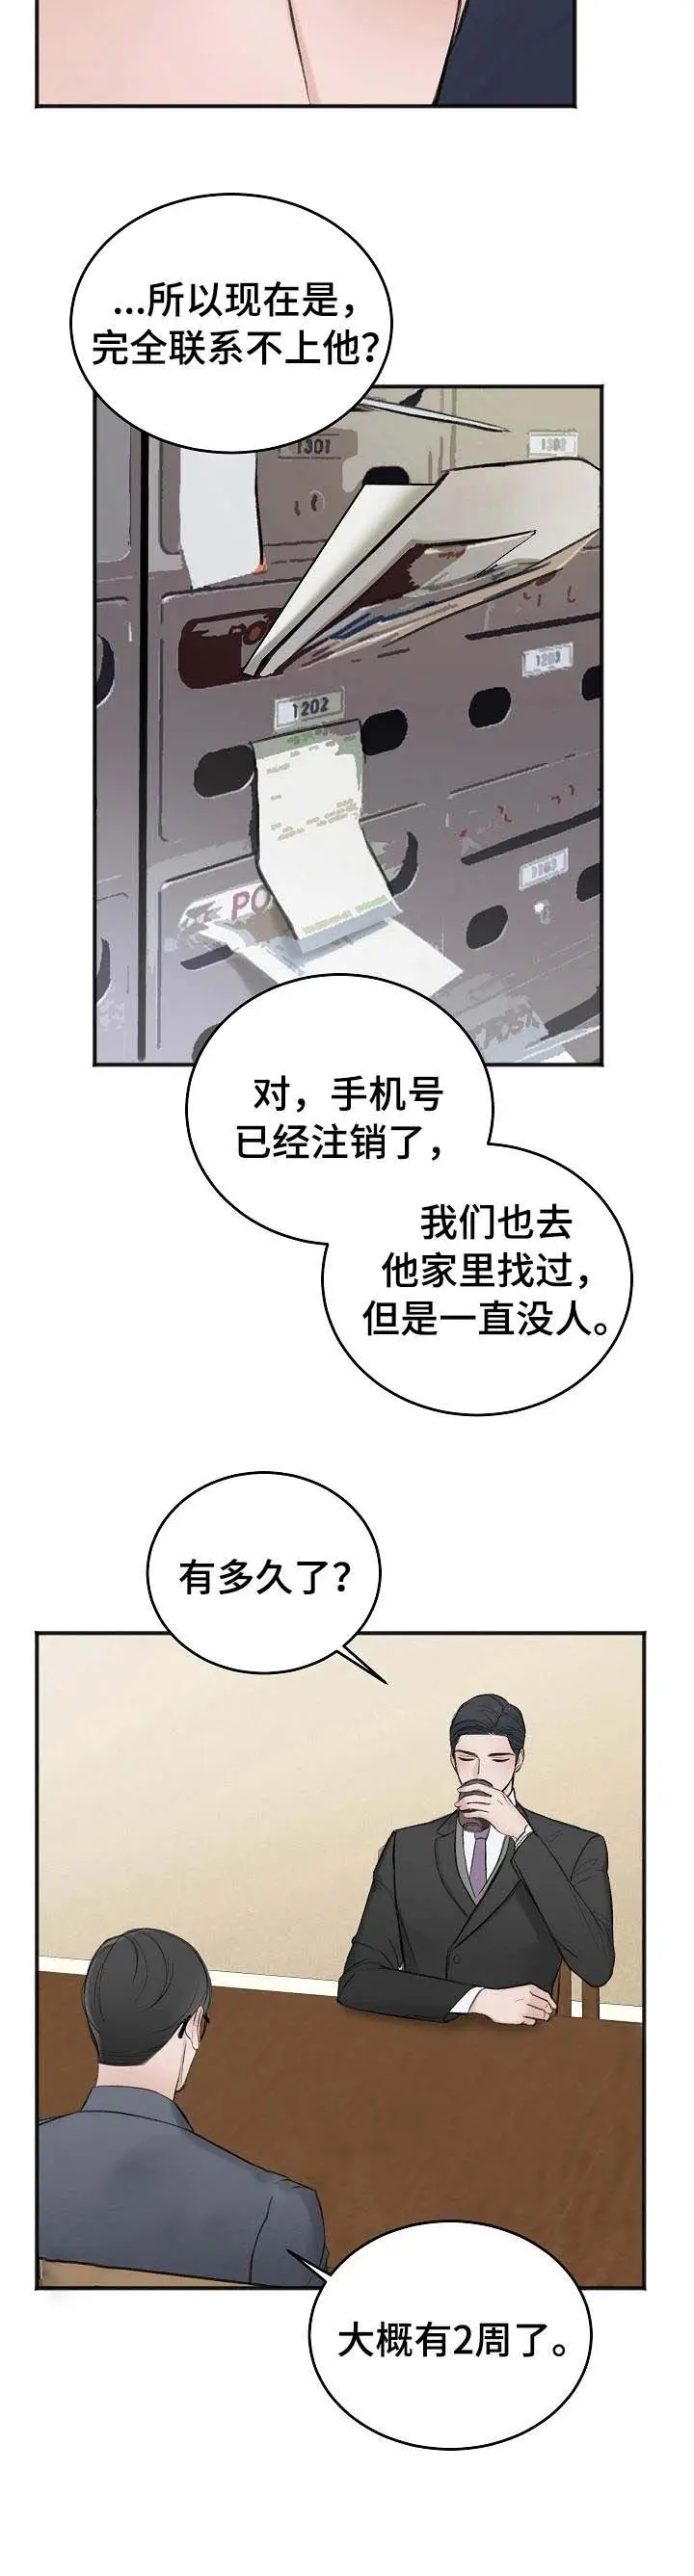 ...所以现在是，
完全联系不上他？
1301
1302
1202
1203
PO
对，手机号
已经注销了，
我们也去
他家里找过，
但是一直没人。
有多久了？
大概有2周了。